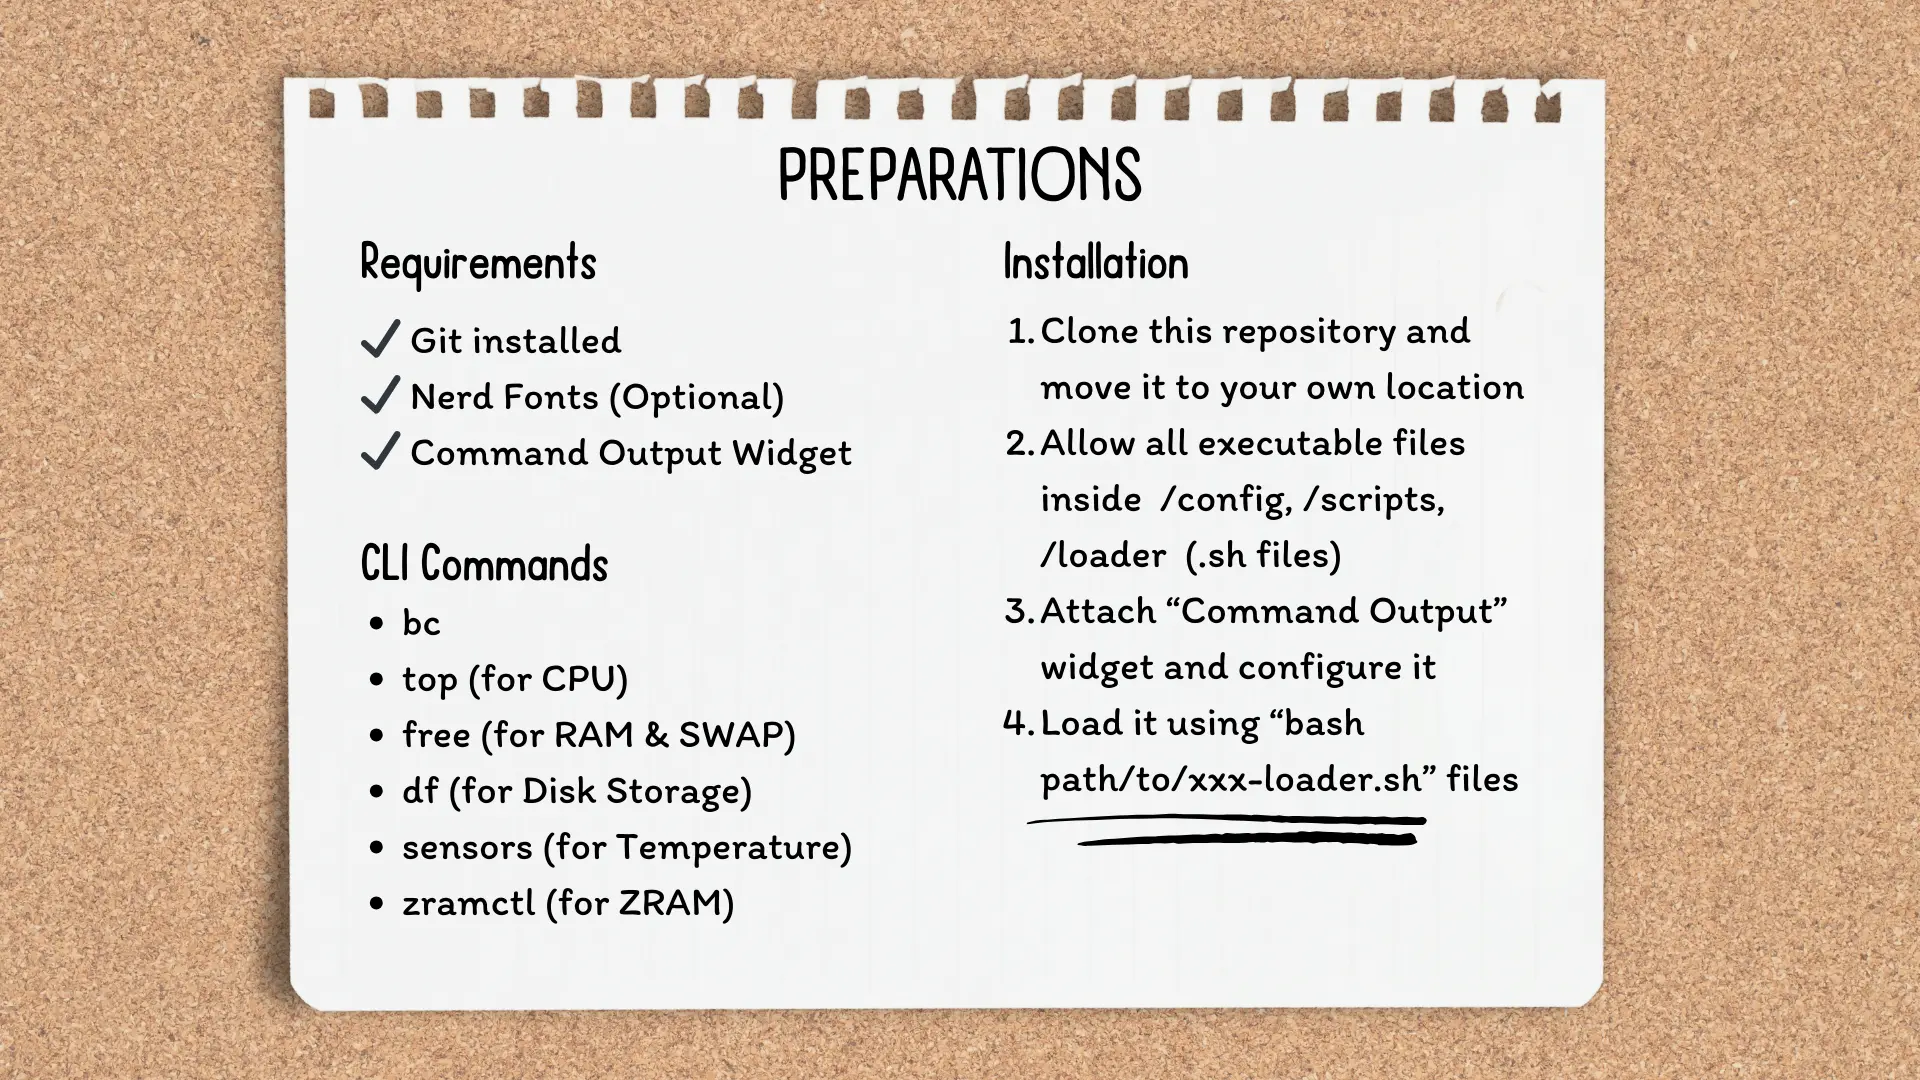 PREPARATIONS
Requirements
Git installed
Nerd Fonts (Optional)
Command Output Widget
CLI Commands
• bc
• top (for CPU)
• free (for RAM & SWAP)
• df (for Disk Storage)
• sensors (for Temperature)
• zramctl (for ZRAM)
Installation
1. Clone this repository and
move it to your own location
2. Allow all executable files
inside  /config, /scripts,
/loader  (.sh files)
3. Attach “Command Output”
widget and configure it
4. Load it using “bash
path/to/xxx-loader.sh” files